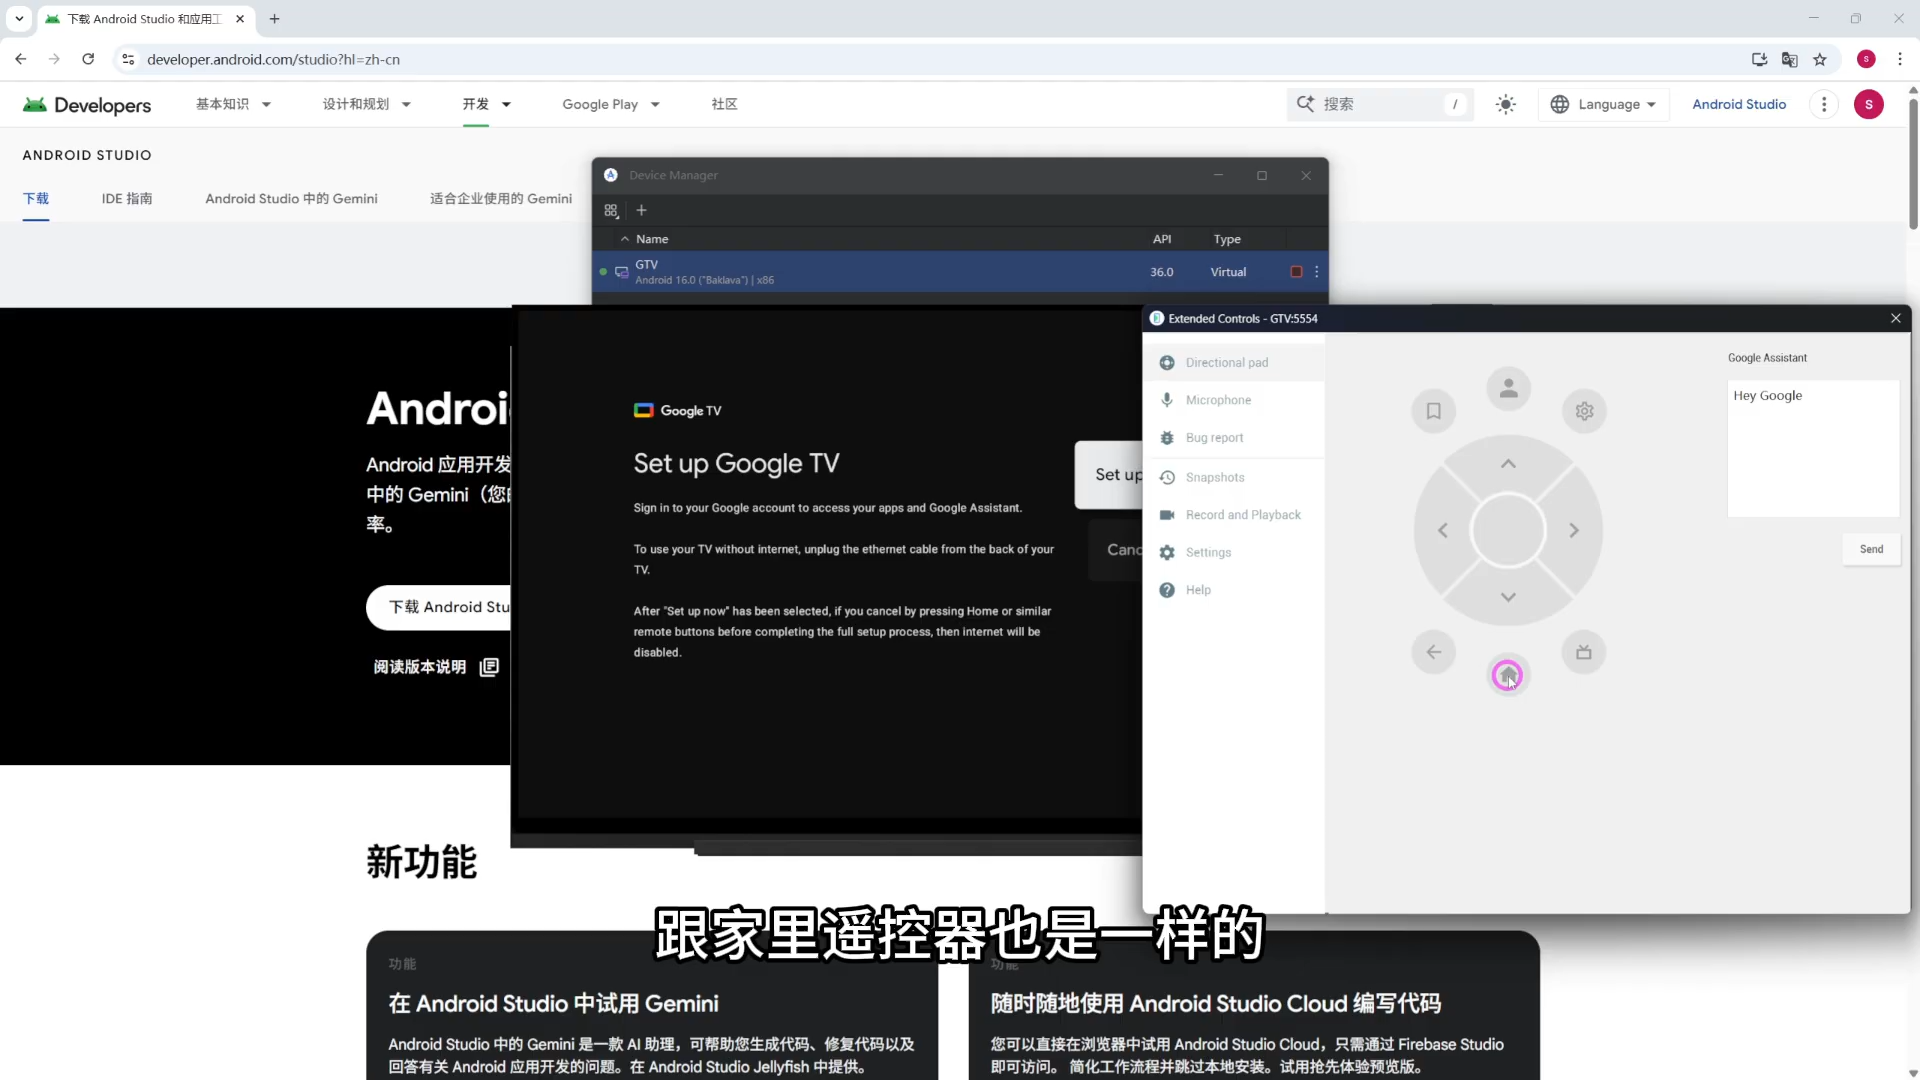 下载 Android Studio 和应用工
developer.android.com/studio?hl=zh-cn
S
Developers
基本知识
设计和规划
开发
Google Play
社区
搜索
/
Language
Android Studio
S
ANDROID STUDIO
下载
IDE 指南
Android Studio 中的 Gemini
适合企业使用的 Gemini
Device Manager
Name
API
Type
GTV
Android 16.0 ("Baklava") | x86
36.0
Virtual
Androi
Android 应用开发
中的 Gemini（您的
率。
下载 Android Stu
阅读版本说明
Google TV
Set up Google TV
Sign in to your Google account to access your apps and Google Assistant.
To use your TV without internet, unplug the ethernet cable from the back of your
TV.
After "Set up now" has been selected, if you cancel by pressing Home or similar
remote buttons before completing the full setup process, then internet will be
disabled.
Set up
Canc
Extended Controls - GTV:5554
Directional pad
Microphone
Bug report
Snapshots
Record and Playback
Settings
Help
Google Assistant
Hey Google
Send
新功能
跟家里遥控器也是一样的
功能
在 Android Studio 中试用 Gemini
Android Studio 中的 Gemini 是一款 AI 助理，可帮助您生成代码、修复代码以及
回答有关 Android 应用开发的问题。在 Android Studio Jellyfish 中提供。
功能
随时随地使用 Android Studio Cloud 编写代码
您可以直接在浏览器中试用 Android Studio Cloud，只需通过 Firebase Studio
即可访问。 简化工作流程并跳过本地安装。试用抢先体验预览版。